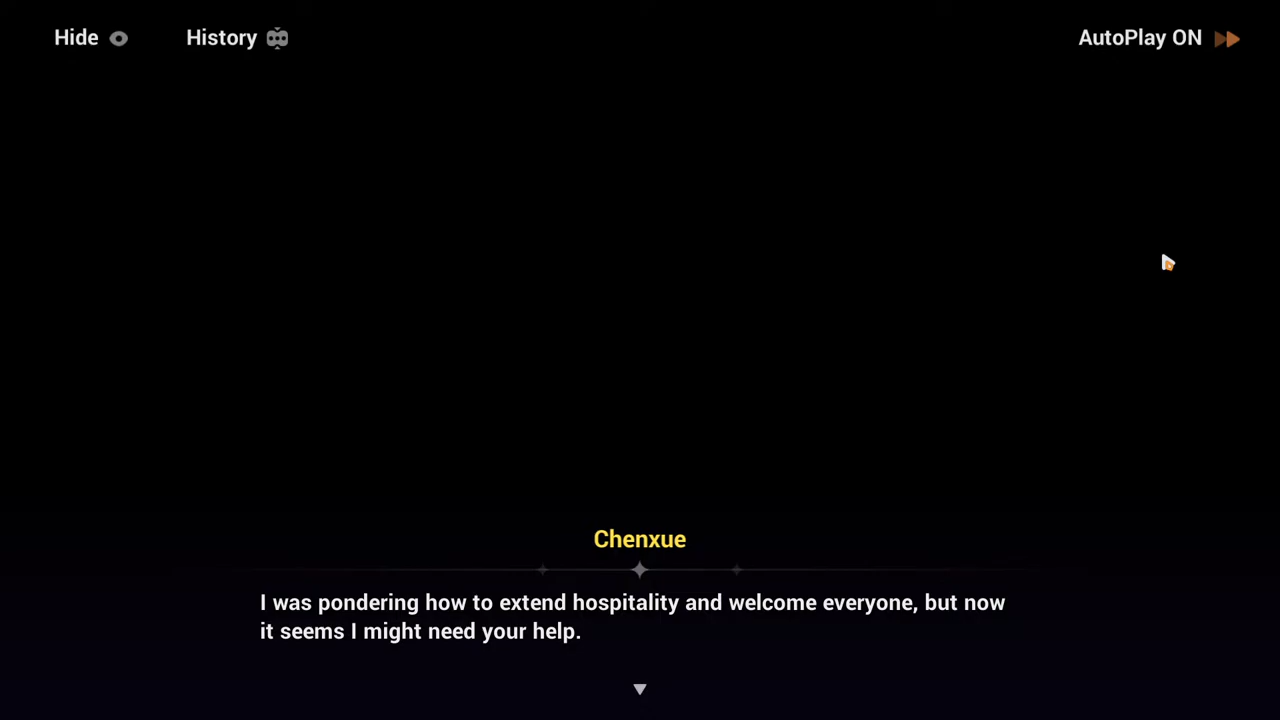 Hide
History
AutoPlay ON
Chenxue
I was pondering how to extend hospitality and welcome everyone, but now
it seems I might need your help.